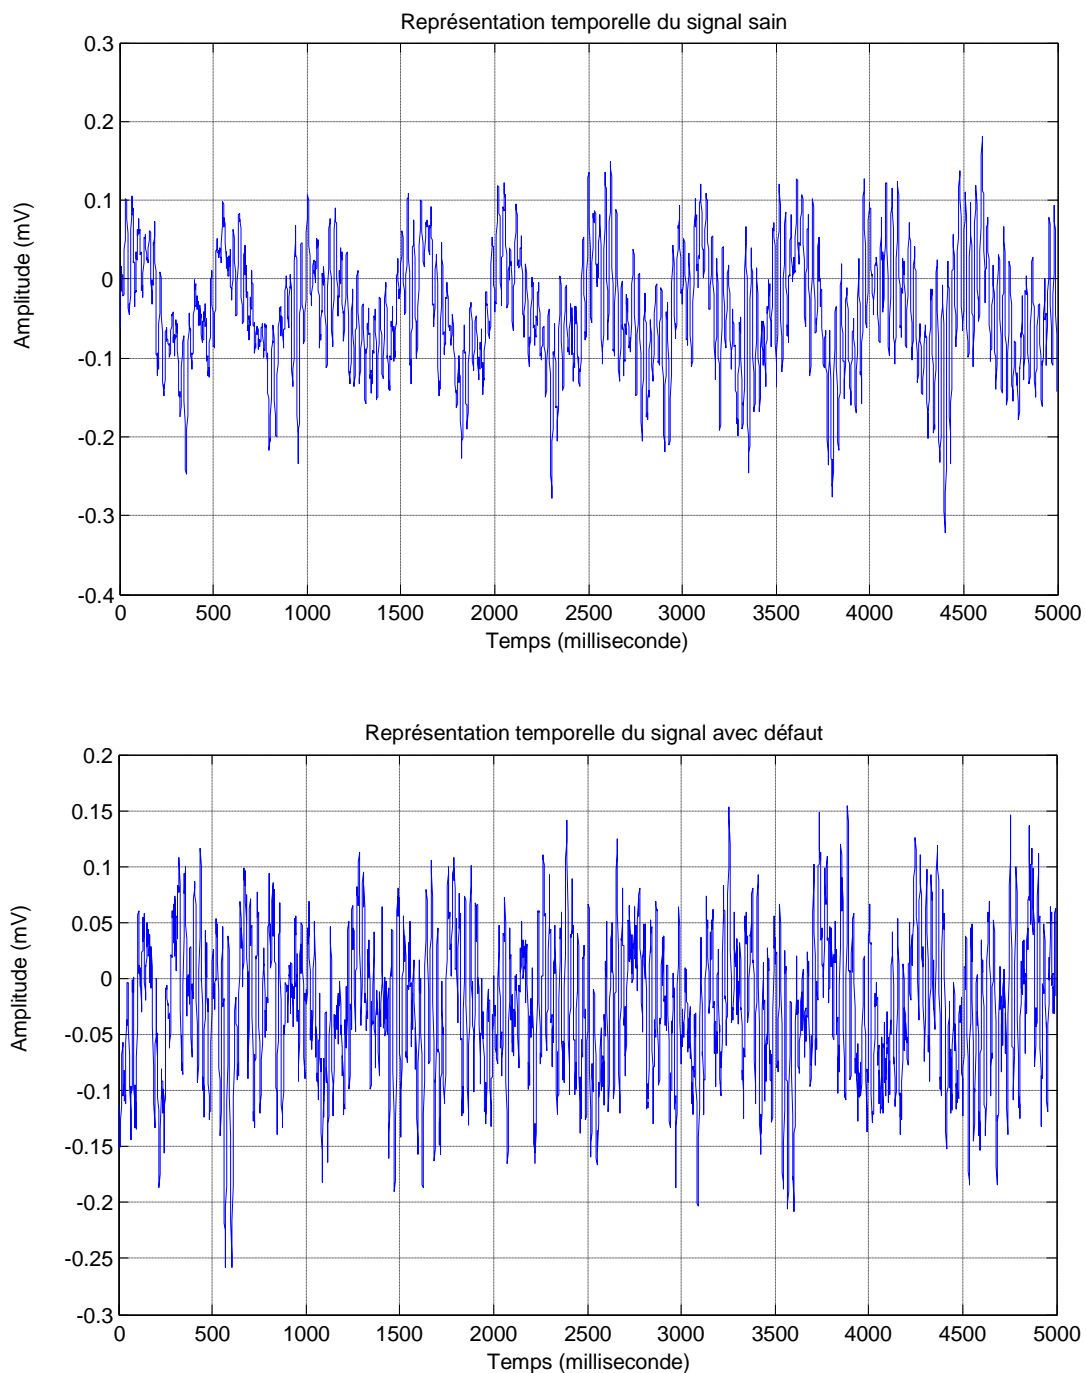 Représentation temporelle du signal sain
0.3
0.2
0.1
0
-0.1
-0.2
-0.3
-0.4
Amplitude (mV)
0 500 1000 1500 2000 2500 3000 3500 4000 4500 5000
Temps (milliseconde)
Représentation temporelle du signal avec défaut
0.2
0.15
0.1
0.05
0
-0.05
-0.1
-0.15
-0.2
-0.25
-0.3
Amplitude (mV)
0 500 1000 1500 2000 2500 3000 3500 4000 4500 5000
Temps (milliseconde)